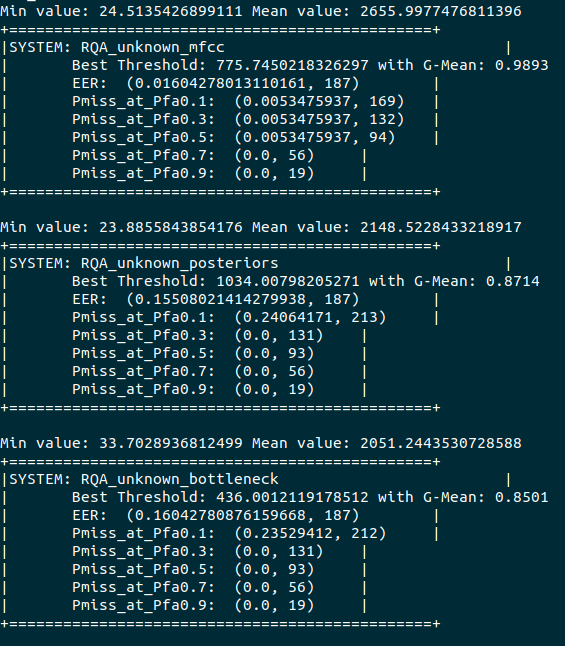 Min value: 24.5135426899111 Mean value: 2655.9977476811396
+===============================================+
|SYSTEM: RQA_unknown_mfcc |
| Best Threshold: 775.7450218326297 with G-Mean: 0.9893
| EER: (0.01604278013110161, 187) |
| Pmiss_at_Pfa0.1: (0.0053475937, 169) |
| Pmiss_at_Pfa0.3: (0.0053475937, 132) |
| Pmiss_at_Pfa0.5: (0.0053475937, 94) |
| Pmiss_at_Pfa0.7: (0.0, 56) |
| Pmiss_at_Pfa0.9: (0.0, 19) |
+===============================================+
Min value: 23.8855843854176 Mean value: 2148.5228433218917
+===============================================+
|SYSTEM: RQA_unknown_posteriors |
| Best Threshold: 1034.00798205271 with G-Mean: 0.8714
| EER: (0.15508021414279938, 187) |
| Pmiss_at_Pfa0.1: (0.24064171, 213) |
| Pmiss_at_Pfa0.3: (0.0, 131) |
| Pmiss_at_Pfa0.5: (0.0, 93) |
| Pmiss_at_Pfa0.7: (0.0, 56) |
| Pmiss_at_Pfa0.9: (0.0, 19) |
+===============================================+
Min value: 33.7028936812499 Mean value: 2051.2443530728588
+===============================================+
|SYSTEM: RQA_unknown_bottleneck |
| Best Threshold: 436.0012119178512 with G-Mean: 0.8501
| EER: (0.16042780876159668, 187) |
| Pmiss_at_Pfa0.1: (0.23529412, 212) |
| Pmiss_at_Pfa0.3: (0.0, 131) |
| Pmiss_at_Pfa0.5: (0.0, 93) |
| Pmiss_at_Pfa0.7: (0.0, 56) |
| Pmiss_at_Pfa0.9: (0.0, 19) |
+===============================================+